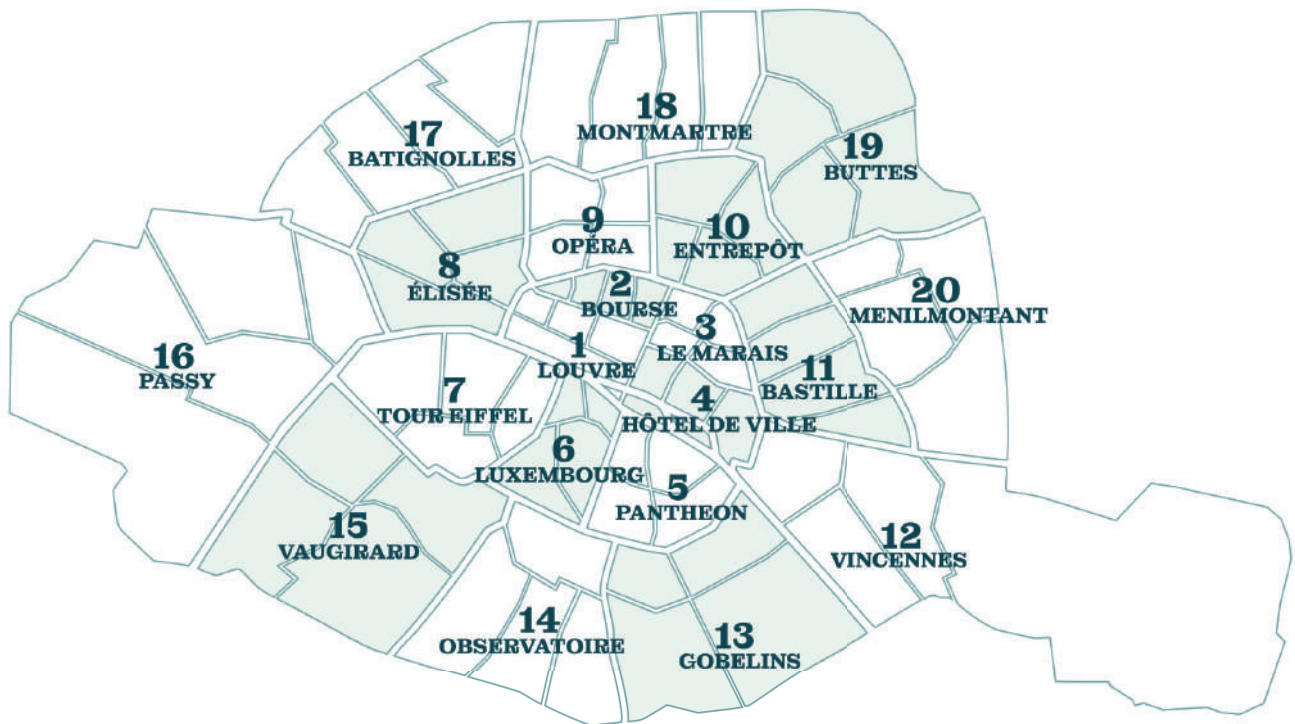 18
MONTMARTRE
17
BATIGNOLLES
19
BUTTES
9
OPÉRA
10
ENTREPÔT
8
ÉLISÉE
2
BOURSE
20
MENILMONTANT
3
LE MARAIS
1
LOUVRE
16
PASSY
11
BASTILLE
7
TOUR EIFFEL
4
HÔTEL DE VILLE
6
LUXEMBOURG
5
PANTHEON
15
VAUGIRARD
12
VINCENNES
14
OBSERVATOIRE
13
GOBELINS